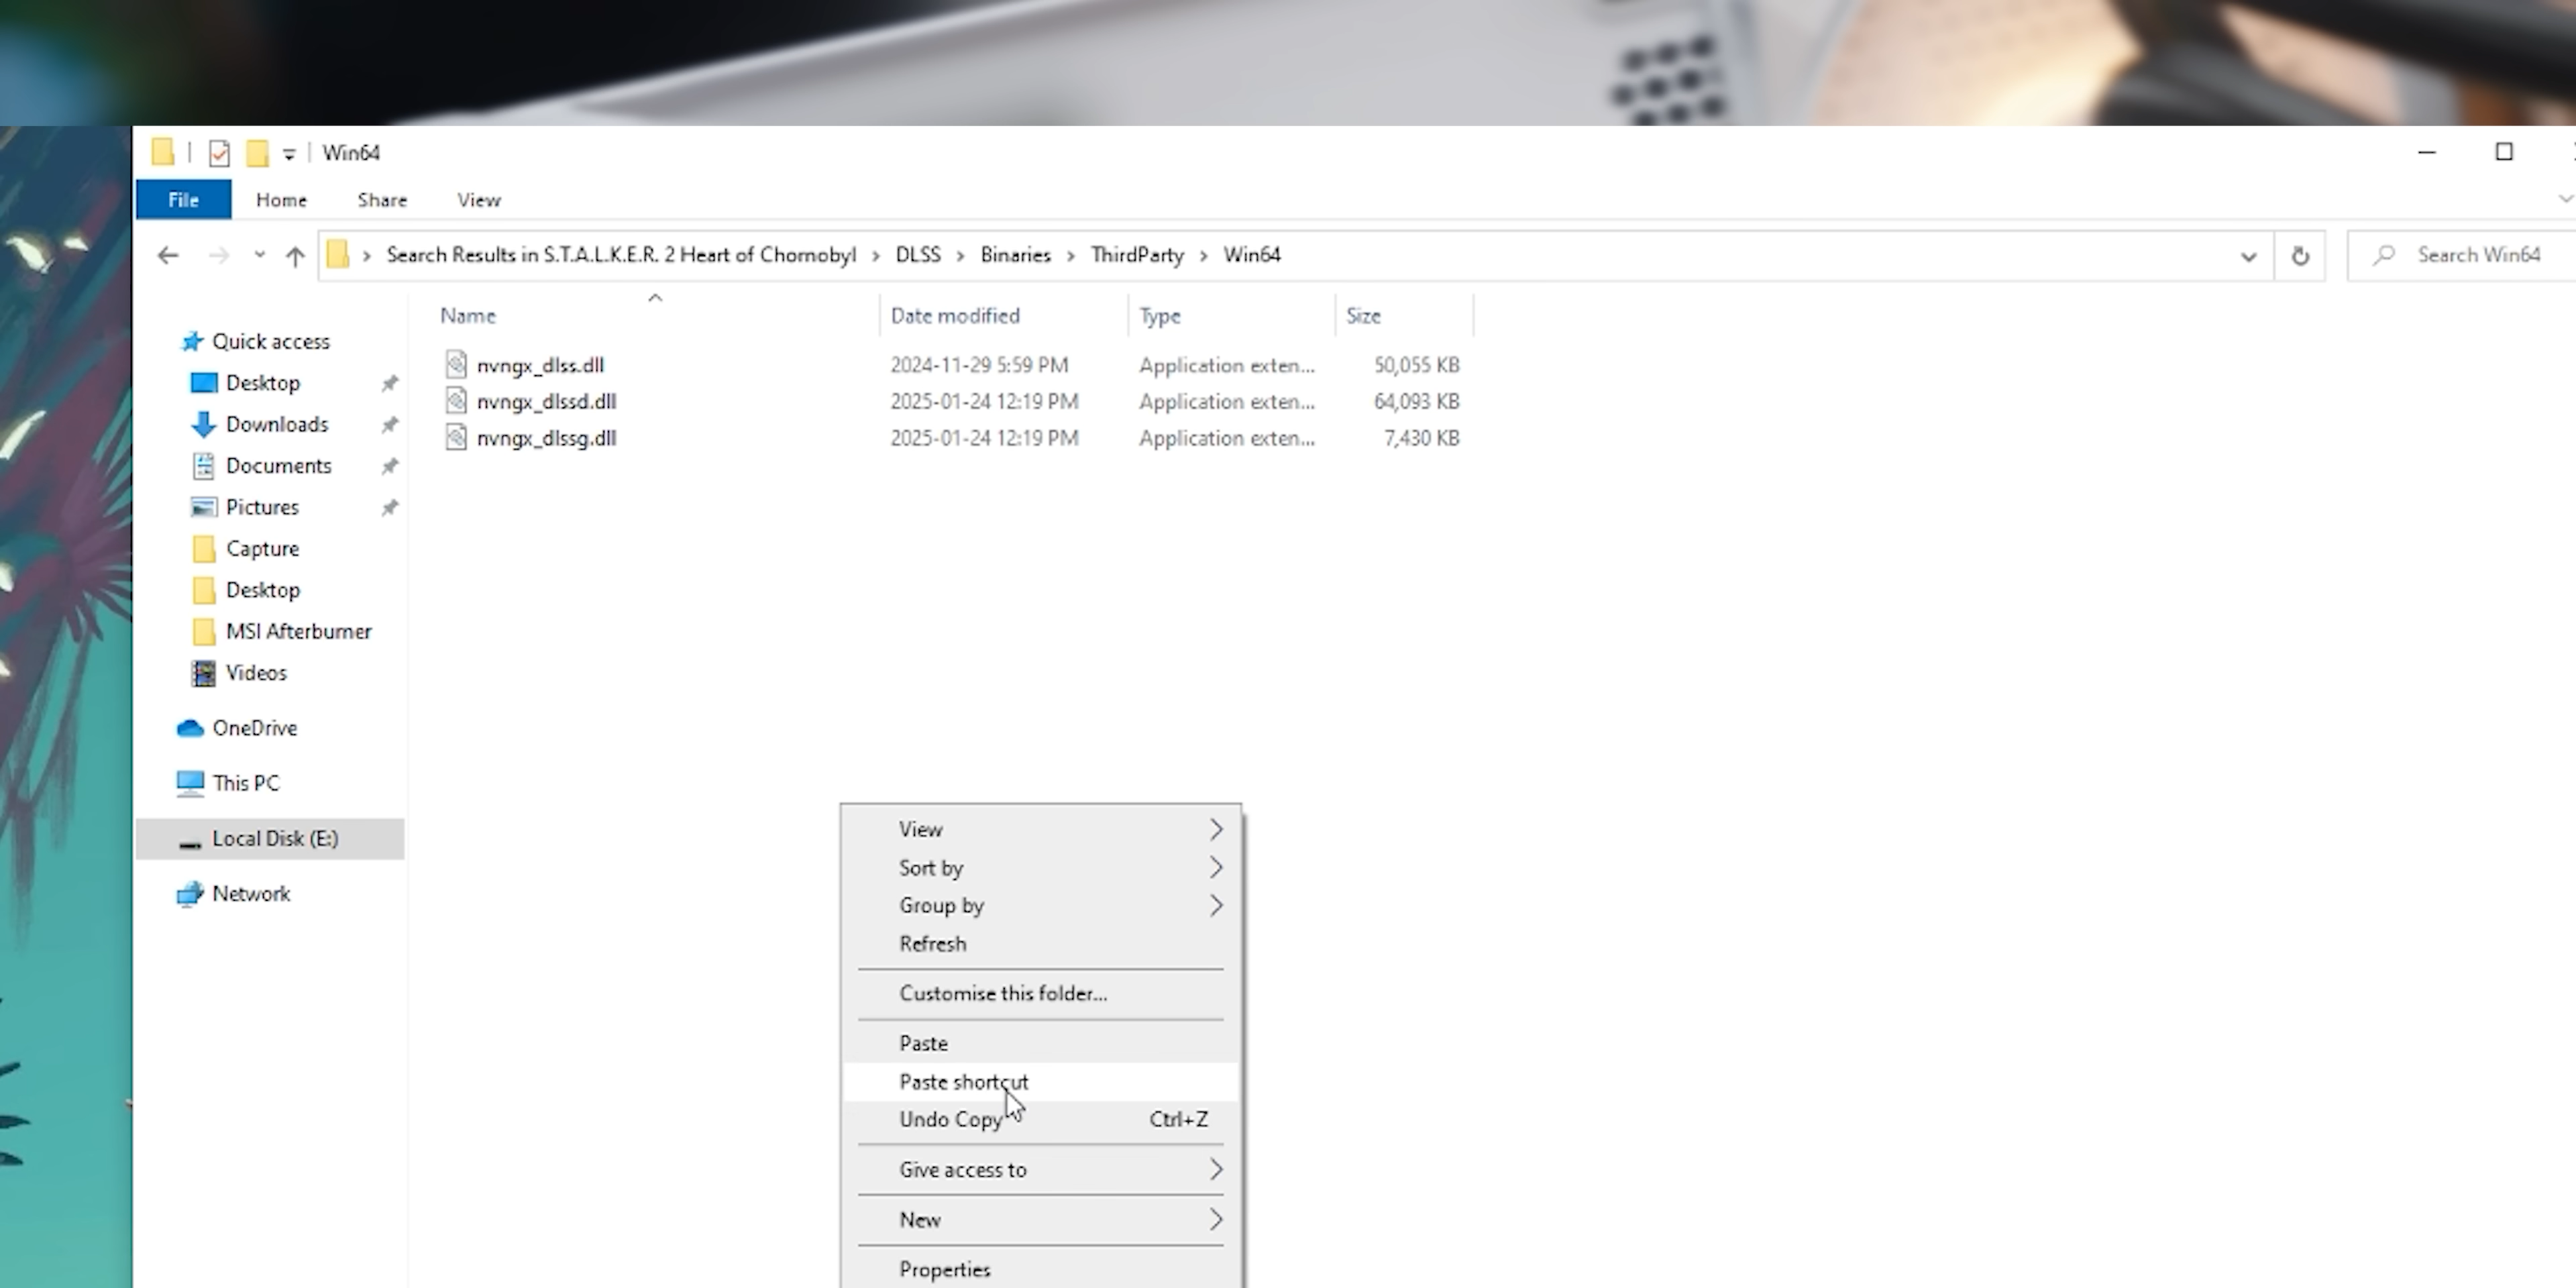 Win64
File Home Share View
Search Results in S.T.A.L.K.E.R. 2 Heart of Chornobyl > DLSS > Binaries > ThirdParty > Win64
Search Win64
Name Date modified Type Size
nvngx_dlss.dll 2024-11-29 5:59 PM Application exten... 50,055 KB
nvngx_dlssd.dll 2025-01-24 12:19 PM Application exten... 64,093 KB
nvngx_dlssg.dll 2025-01-24 12:19 PM Application exten... 7,430 KB
Quick access
Desktop
Downloads
Documents
Pictures
Capture
Desktop
MSI Afterburner
Videos
OneDrive
This PC
Local Disk (E:)
Network
View
Sort by
Group by
Refresh
Customise this folder...
Paste
Paste shortcut
Undo Copy Ctrl+Z
Give access to
New
Properties